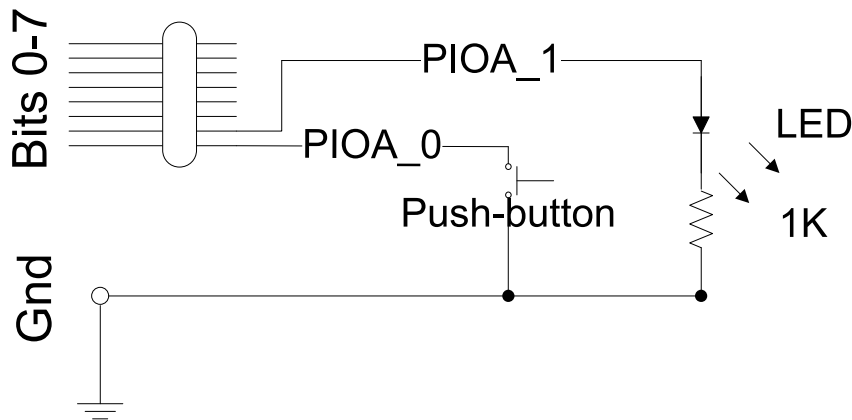 Bits 0-7
PIOA_1
PIOA_0
LED
Push-button
1K
Gnd